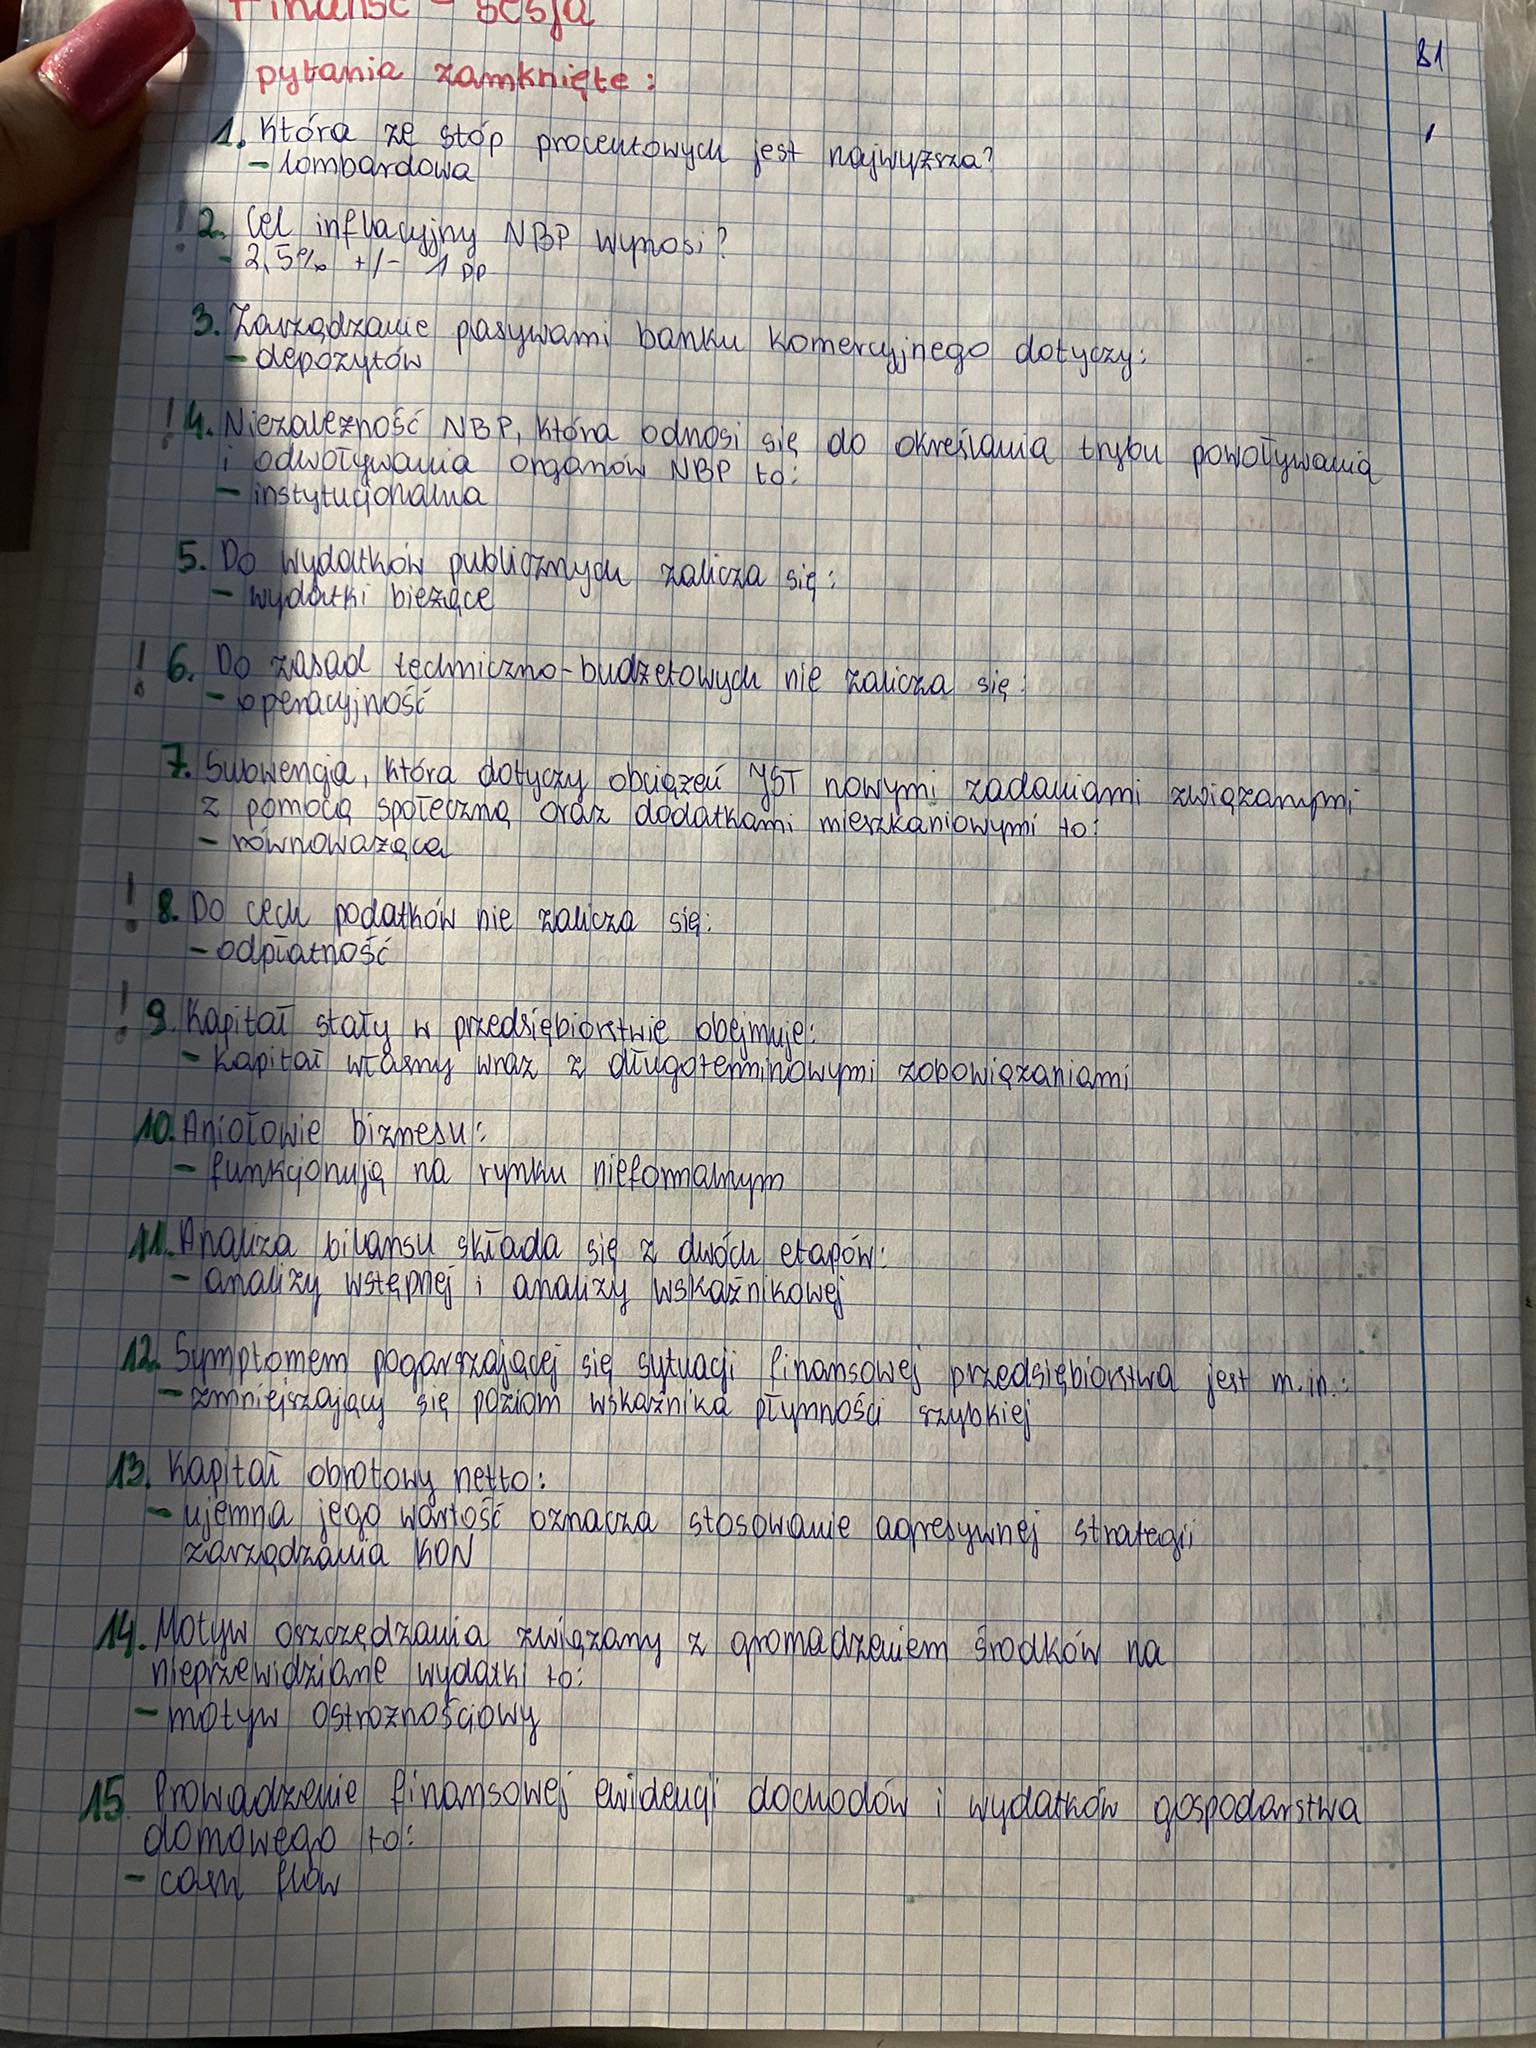 Finanse - sesja
81
pytania zamknięte:
1. Która ze stóp procentowych jest najwyższa?
- lombardowa
! 2. Cel inflacyjny NBP wynosi?
- 2,5% +/- 1 pp
3. Zarządzanie pasywami banku komercyjnego dotyczy:
- depozytów
! 4. Niezależność NBP, która odnosi się do określania trybu powoływania
i odwoływania organów NBP to:
- instytucjonalna
5. Do wydatków publicznych zalicza się:
- wydatki bieżące
! 6. Do zasad techniczno-budżetowych nie zalicza się:
- operacyjność
7. Subwencja, która dotyczy obciążeń JST nowymi zadaniami związanymi
z pomocą społeczną oraz dodatkami mieszkaniowymi to:
- równoważąca
! 8. Do cech podatków nie zalicza się:
- odpłatność
! 9. Kapitał stały w przedsiębiorstwie obejmuje:
- kapitał własny wraz z długoterminowymi zobowiązaniami
10. Aniołowie biznesu:
- funkcjonują na rynku nieformalnym
11. Analiza bilansu składa się z dwóch etapów:
- analizy wstępnej i analizy wskaźnikowej
12. Symptomem pogarszającej się sytuacji finansowej przedsiębiorstwa jest m.in.:
- zmniejszający się poziom wskaźnika płynności szybkiej
13. Kapitał obrotowy netto:
- ujemna jego wartość oznacza stosowanie agresywnej strategii
zarządzania KON
14. Motyw oszczędzania związany z gromadzeniem środków na
nieprzewidziane wydatki to:
- motyw ostrożnościowy
15. Prowadzenie finansowej ewidencji dochodów i wydatków gospodarstwa
domowego to:
- cash flow